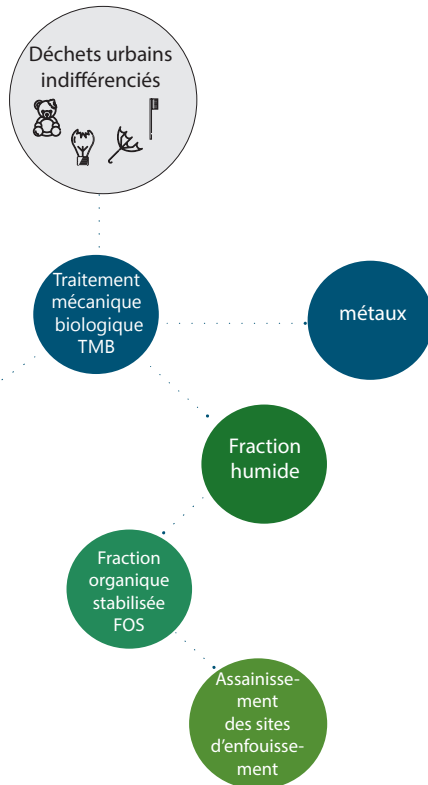 Déchets urbains
indifférenciés
Traitement
mécanique
biologique
TMB
métaux
Fraction
humide
Fraction
organique
stabilisée
FOS
Assainisse-
ment
des sites
d'enfouisse-
ment